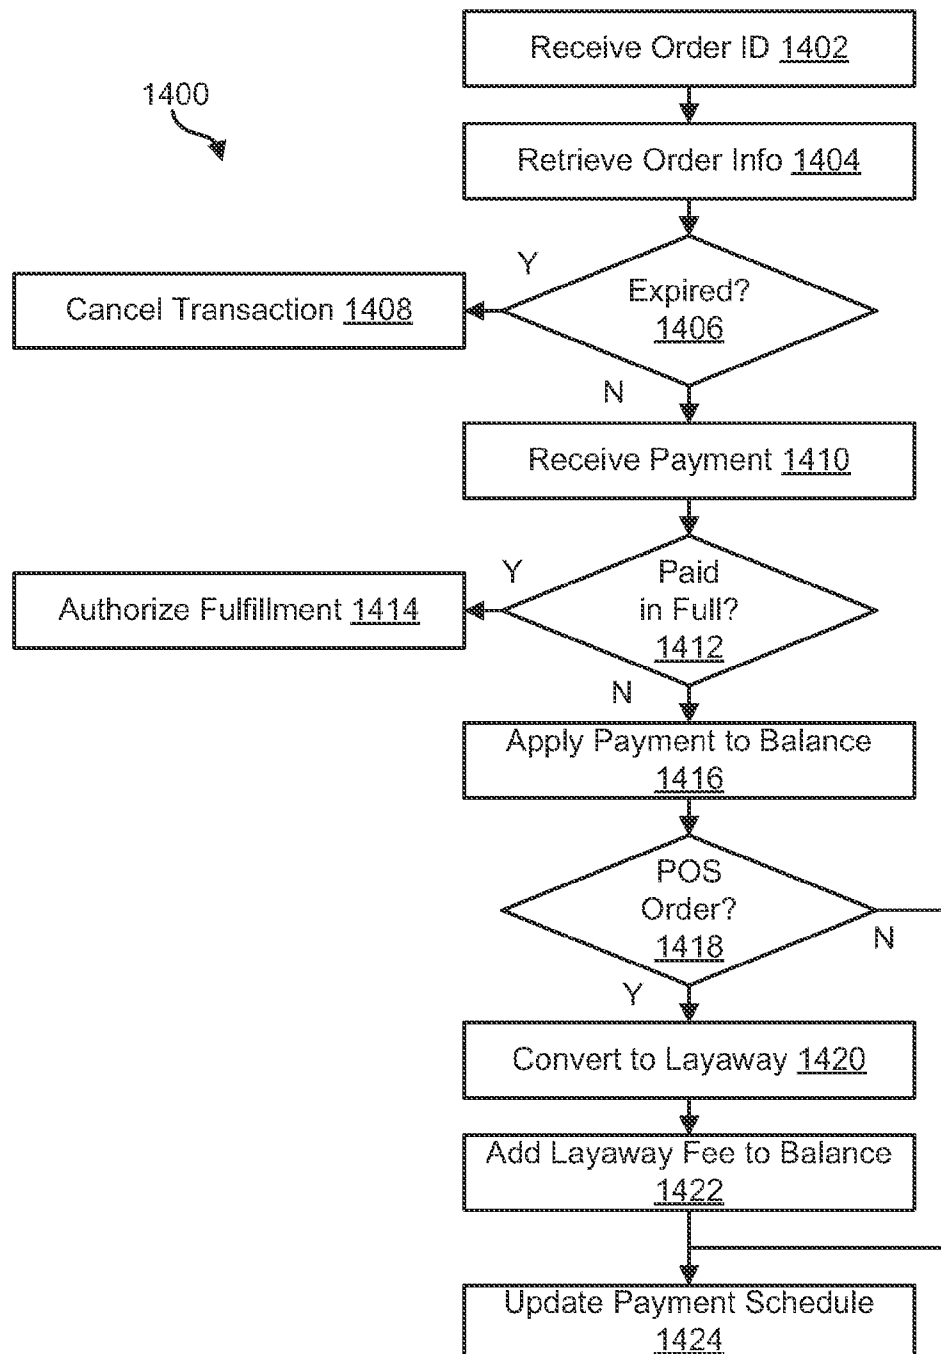 Receive Order ID 1402
1400
Retrieve Order Info 1404
Y
Expired?
1406
Cancel Transaction 1408
N
Receive Payment 1410
Y
Paid
in Full?
1412
Authorize Fulfillment 1414
N
Apply Payment to Balance
1416
POS
Order?
1418
N
Y
Convert to Layaway 1420
Add Layaway Fee to Balance
1422
Update Payment Schedule
1424